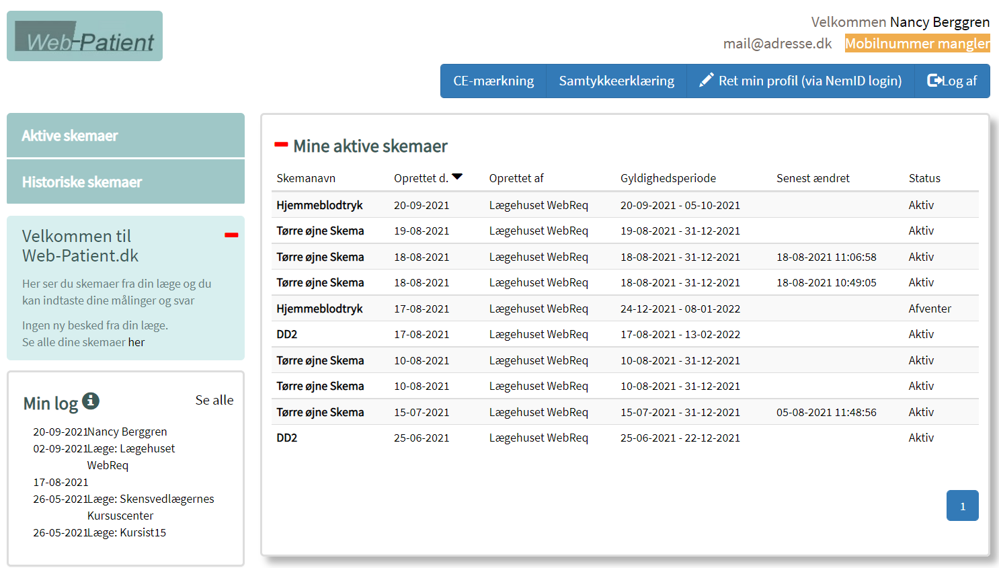 Web-Patient
Velkommen Nancy Berggren
mail@adresse.dk Mobilnummer mangler
CE-mærkning Samtykkeerklæring Ret min profil (via NemID login) Log af
Aktive skemaer
Historiske skemaer
Velkommen til
Web-Patient.dk
Her ser du skemaer fra din læge og du
kan indtaste dine målinger og svar
Ingen ny besked fra din læge.
Se alle dine skemaer her
Min log Se alle
20-09-2021 Nancy Berggren
02-09-2021 Læge: Lægehuset
WebReq
17-08-2021
26-05-2021 Læge: Skensvedlægernes
Kursuscenter
26-05-2021 Læge: Kursist15
Mine aktive skemaer
Skemanavn Oprettet d. Oprettet af Gyldighedsperiode Senest ændret Status
Hjemmeblodtryk 20-09-2021 Lægehuset WebReq 20-09-2021 - 05-10-2021 Aktiv
Tørre øjne Skema 19-08-2021 Lægehuset WebReq 19-08-2021 - 31-12-2021 Aktiv
Tørre øjne Skema 18-08-2021 Lægehuset WebReq 18-08-2021 - 31-12-2021 18-08-2021 11:06:58 Aktiv
Tørre øjne Skema 18-08-2021 Lægehuset WebReq 18-08-2021 - 31-12-2021 18-08-2021 10:49:05 Aktiv
Hjemmeblodtryk 17-08-2021 Lægehuset WebReq 24-12-2021 - 08-01-2022 Afventer
DD2 17-08-2021 Lægehuset WebReq 17-08-2021 - 13-02-2022 Aktiv
Tørre øjne Skema 10-08-2021 Lægehuset WebReq 10-08-2021 - 31-12-2021 Aktiv
Tørre øjne Skema 10-08-2021 Lægehuset WebReq 10-08-2021 - 31-12-2021 Aktiv
Tørre øjne Skema 15-07-2021 Lægehuset WebReq 15-07-2021 - 31-12-2021 05-08-2021 11:48:56 Aktiv
DD2 25-06-2021 Lægehuset WebReq 25-06-2021 - 22-12-2021 Aktiv
1